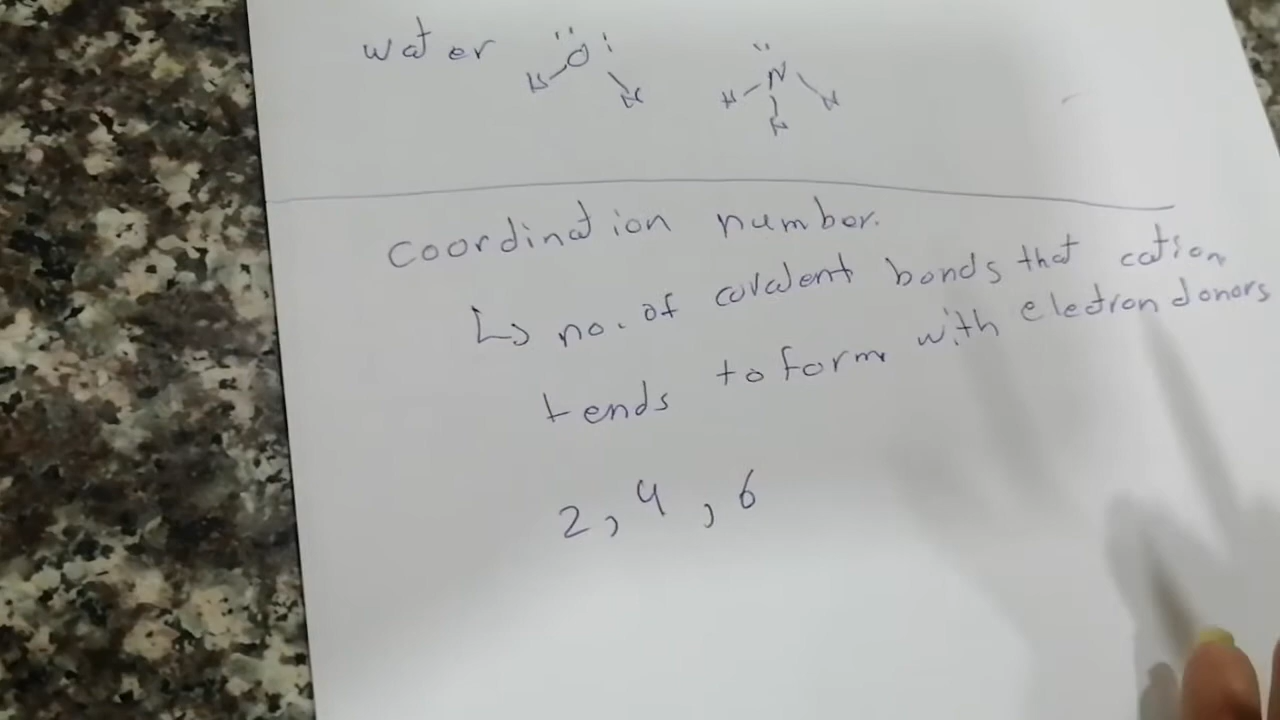 water :O: H H
N H H H
coordination number.
↳ no. of covalent bonds that cation
tends to form with electron donors
2, 4, 6